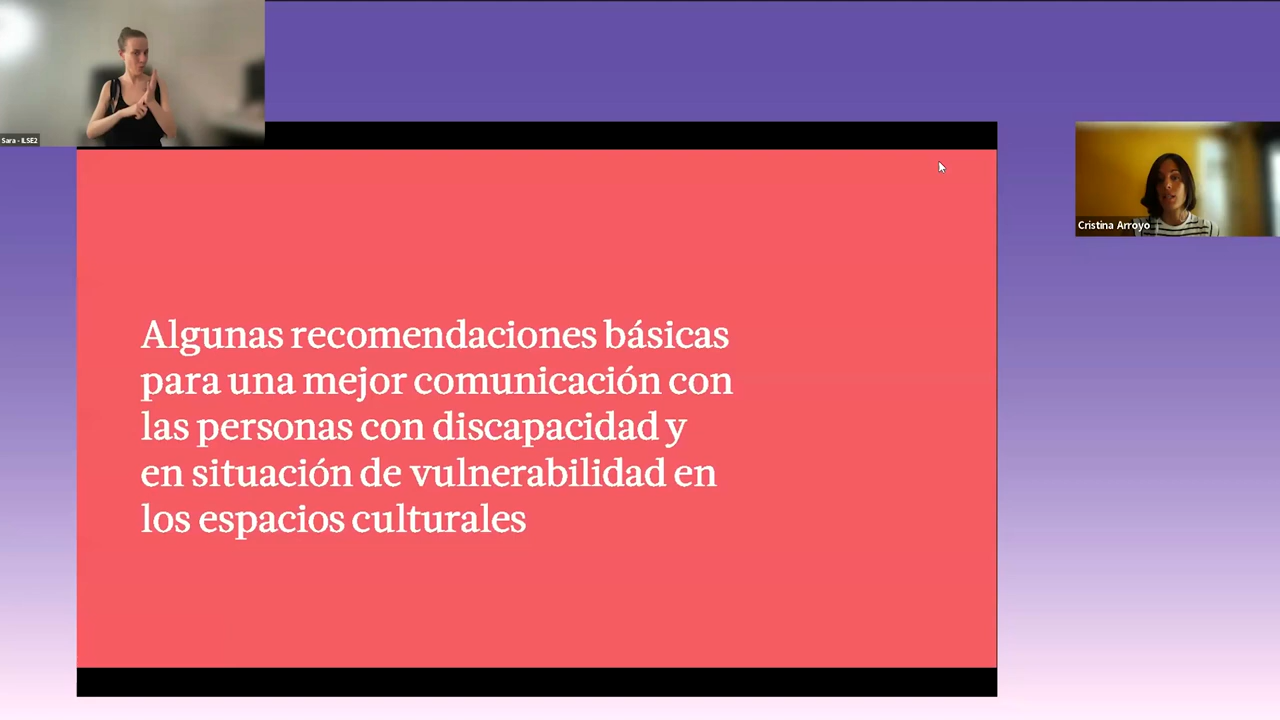 Sara - ILSE2
Cristina Arroyo
Algunas recomendaciones básicas
para una mejor comunicación con
las personas con discapacidad y
en situación de vulnerabilidad en
los espacios culturales